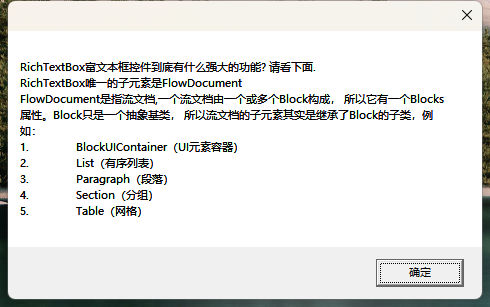 RichTextBox富文本框控件到底有什么强大的功能? 请看下面.
RichTextBox唯一的子元素是FlowDocument
FlowDocument是指流文档,一个流文档由一个或多个Block构成， 所以它有一个Blocks
属性。Block只是一个抽象基类， 所以流文档的子元素其实是继承了Block的子类，例
如：
1. BlockUIContainer（UI元素容器）
2. List（有序列表）
3. Paragraph（段落）
4. Section（分组）
5. Table（网格）
确定